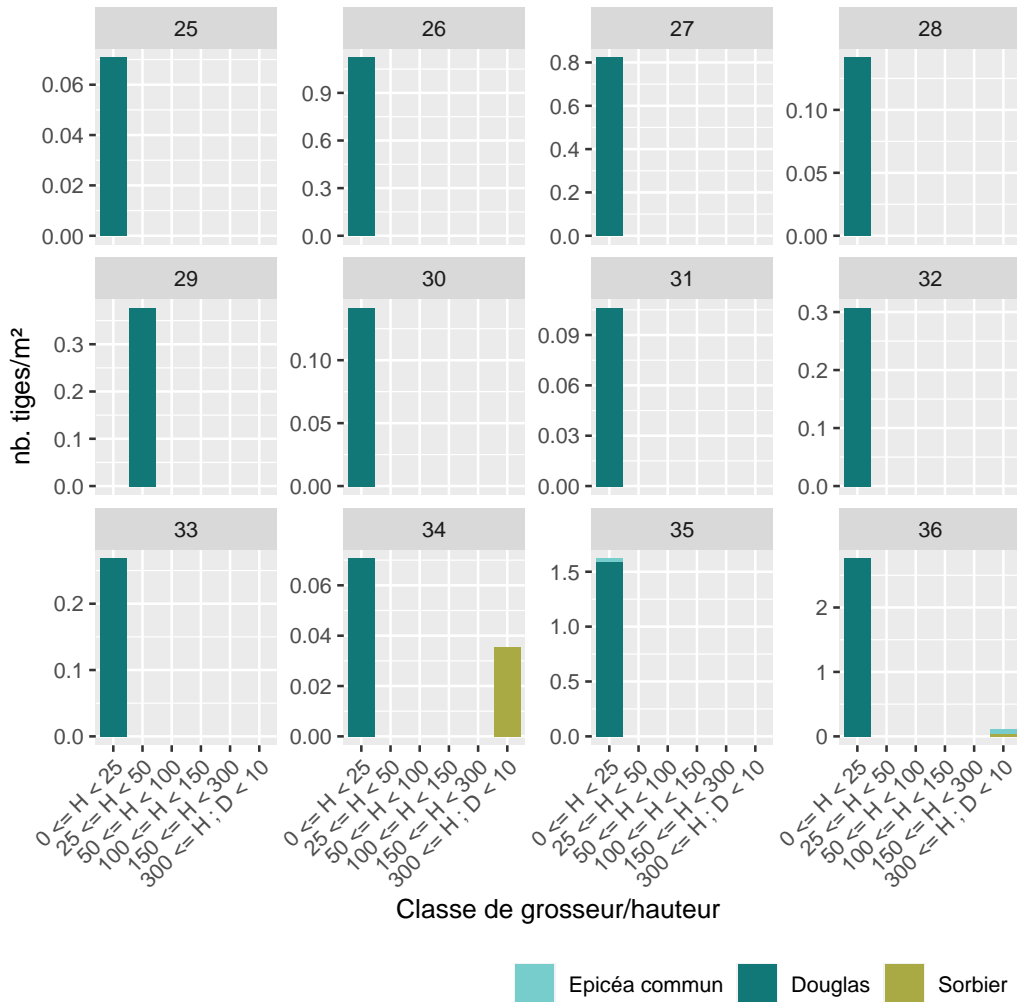 25 26 27 28
0.06 0.9 0.8 0.10
0.04 0.6 0.6 0.05
0.02 0.3 0.4 0.00
0.00 0.0 0.2
0.0
29 30 31 32
0.3 0.10 0.09 0.3
0.2 0.05 0.06 0.2
0.1 0.00 0.03 0.1
0.0 0.00 0.0
33 34 35 36
0.2 0.06 1.5 2
0.1 0.04 1.0 1
0.0 0.02 0.5 0
0.00 0.0
nb. tiges/m²
0 <= H < 25
25 <= H < 50
50 <= H < 100
100 <= H < 150
150 <= H < 300
300 <= H ; D < 10
0 <= H < 25
25 <= H < 50
50 <= H < 100
100 <= H < 150
150 <= H < 300
300 <= H ; D < 10
0 <= H < 25
25 <= H < 50
50 <= H < 100
100 <= H < 150
150 <= H < 300
300 <= H ; D < 10
0 <= H < 25
25 <= H < 50
50 <= H < 100
100 <= H < 150
150 <= H < 300
300 <= H ; D < 10
Classe de grosseur/hauteur
Epicéa commun Douglas Sorbier